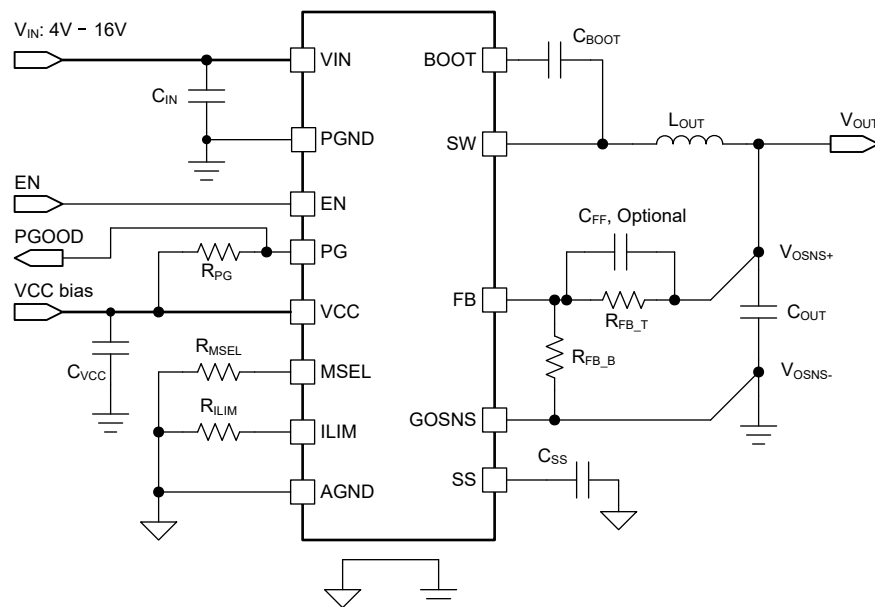 VIN: 4V – 16V
CIN
EN
PGOOD
RPG
VCC bias
CVCC
RMSEL
RILIM
VIN
PGND
EN
PG
VCC
MSEL
ILIM
AGND
BOOT
SW
FB
GOSNS
SS
CBOOT
LOUT
VOUT
CFF, Optional
RFB_T
RFB_B
VOSNS+
COUT
VOSNS-
CSS